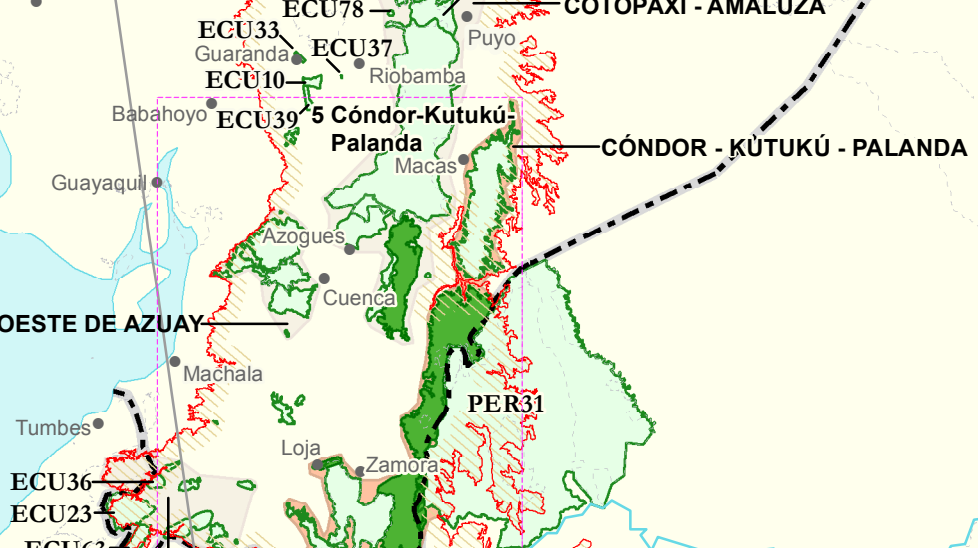 ECU78
COTOPAXI - AMALUZA
ECU33
Puyo
Guaranda
ECU37
Riobamba
ECU10
Babahoyo
ECU39
5 Cóndor-Kutukú-
Palanda
CÓNDOR - KUTUKÚ - PALANDA
Macas
Guayaquil
Azogues
Cuenca
OESTE DE AZUAY
Machala
PER31
Tumbes
Loja
Zamora
ECU36
ECU23
ECU63